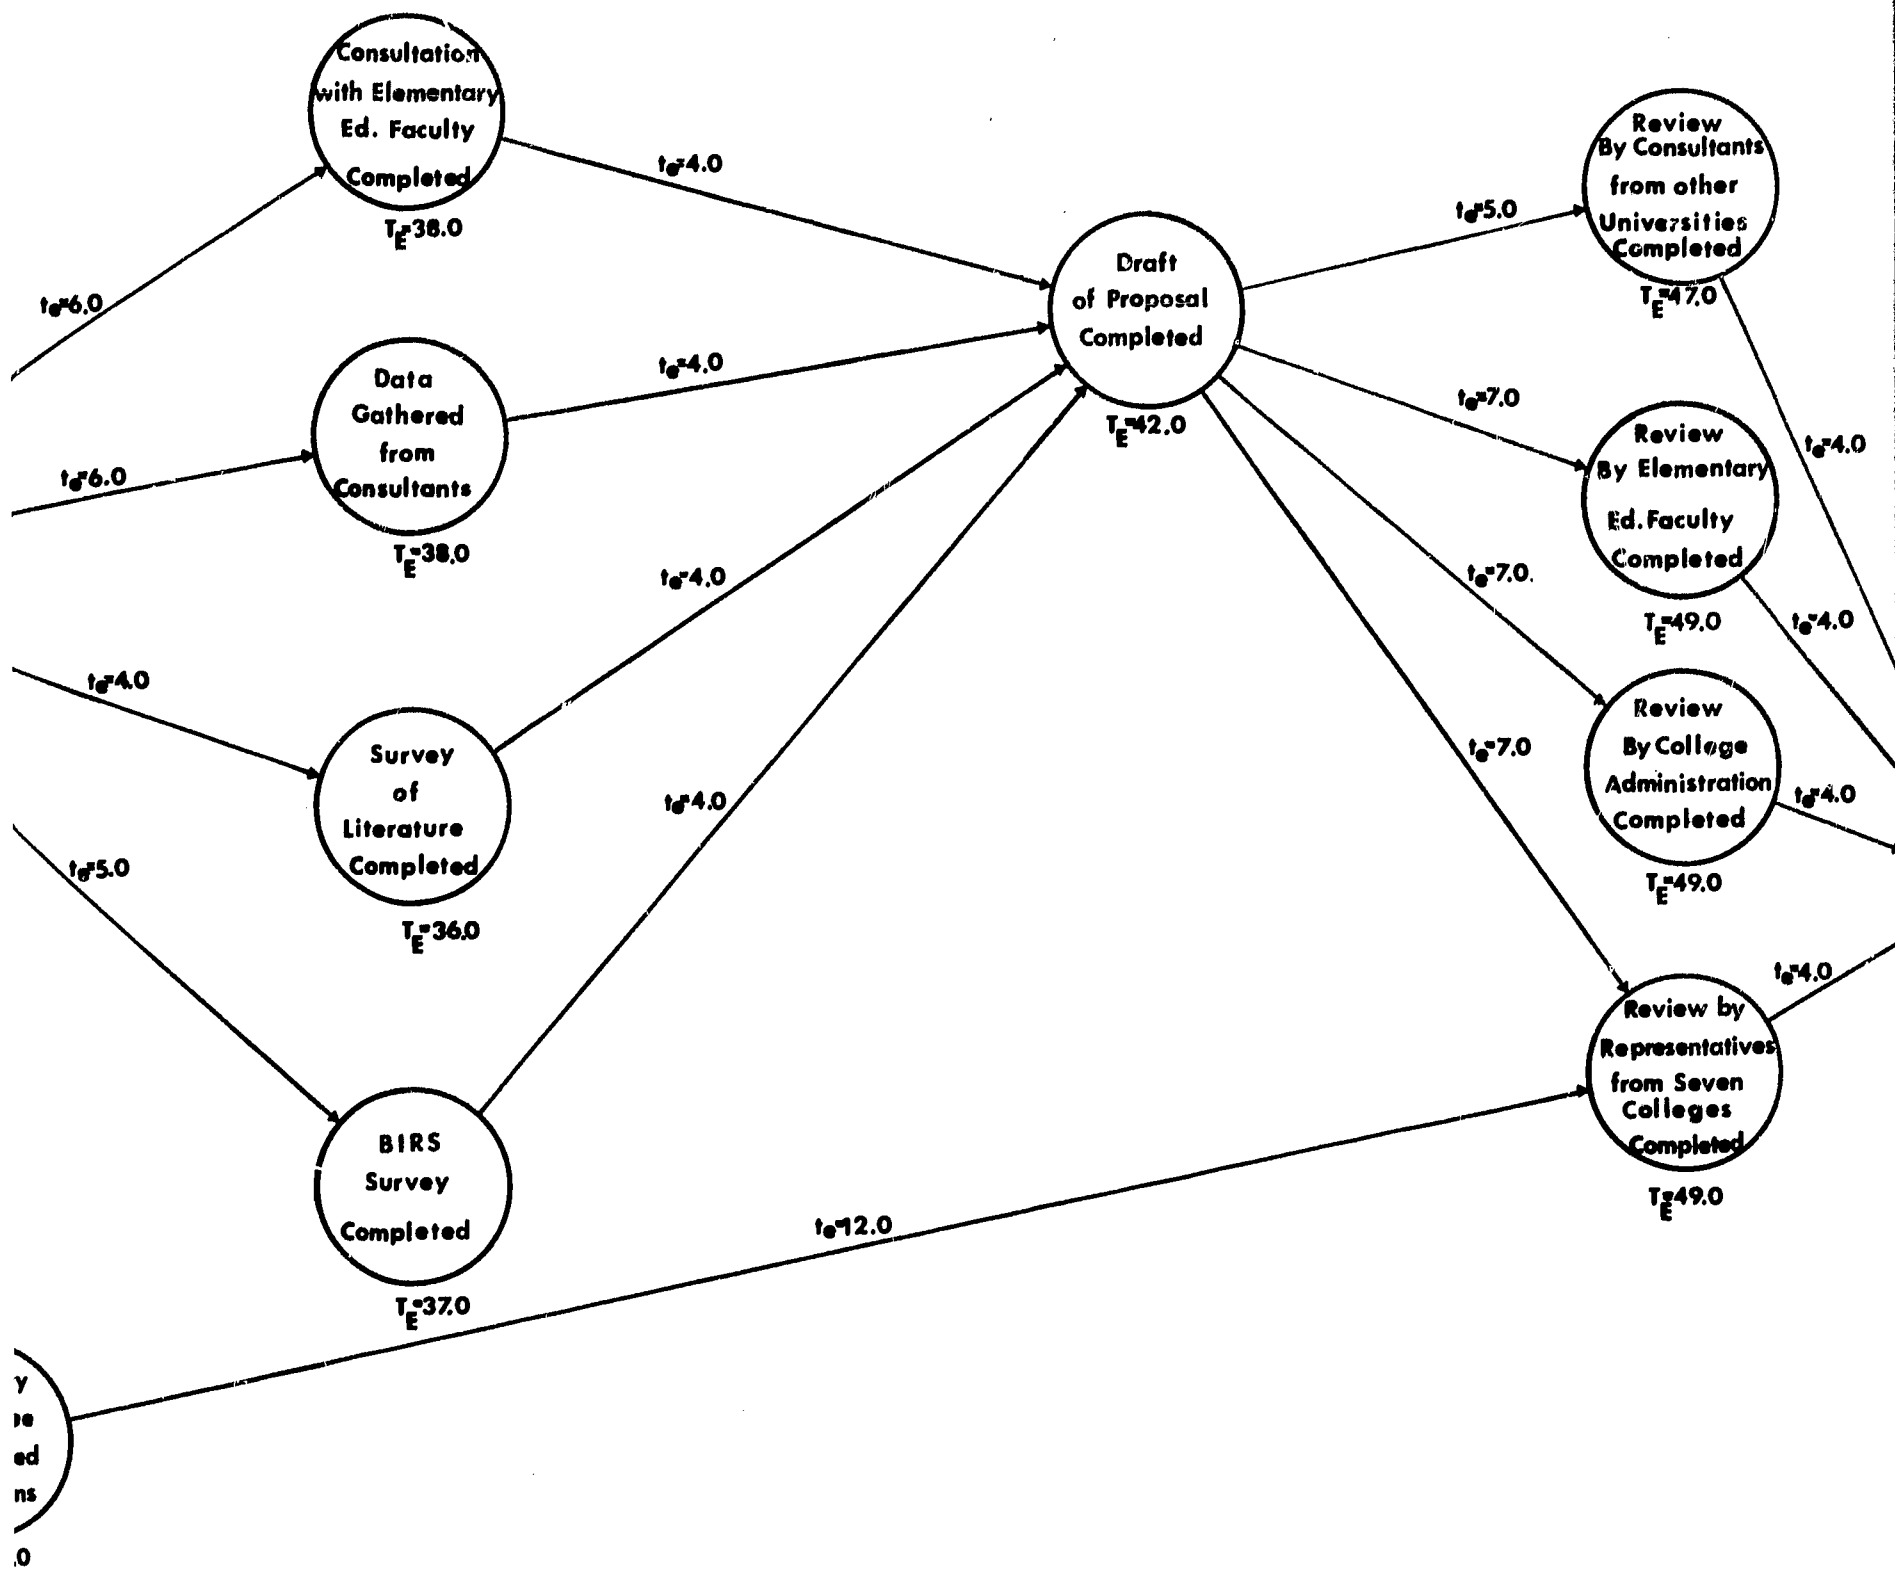 Consultation
with Elementary
Ed. Faculty
Completed
TE=38.0
te=6.0
te=4.0
Data
Gathered
from
Consultants
TE=38.0
te=6.0
te=4.0
Survey
of
Literature
Completed
TE=36.0
te=4.0
te=4.0
BIRS
Survey
Completed
TE=37.0
te=5.0
te=4.0
y
ed
ns
.0
te=12.0
Draft
of Proposal
Completed
TE=42.0
te=5.0
te=7.0
te=7.0.
te=7.0
Review
By Consultants
from other
Universities
Completed
TE=47.0
te=4.0
Review
By Elementary
Ed. Faculty
Completed
TE=49.0
te=4.0
Review
By College
Administration
Completed
TE=49.0
te=4.0
Review by
Representatives
from Seven
Colleges
Completed
TE=49.0
te=4.0